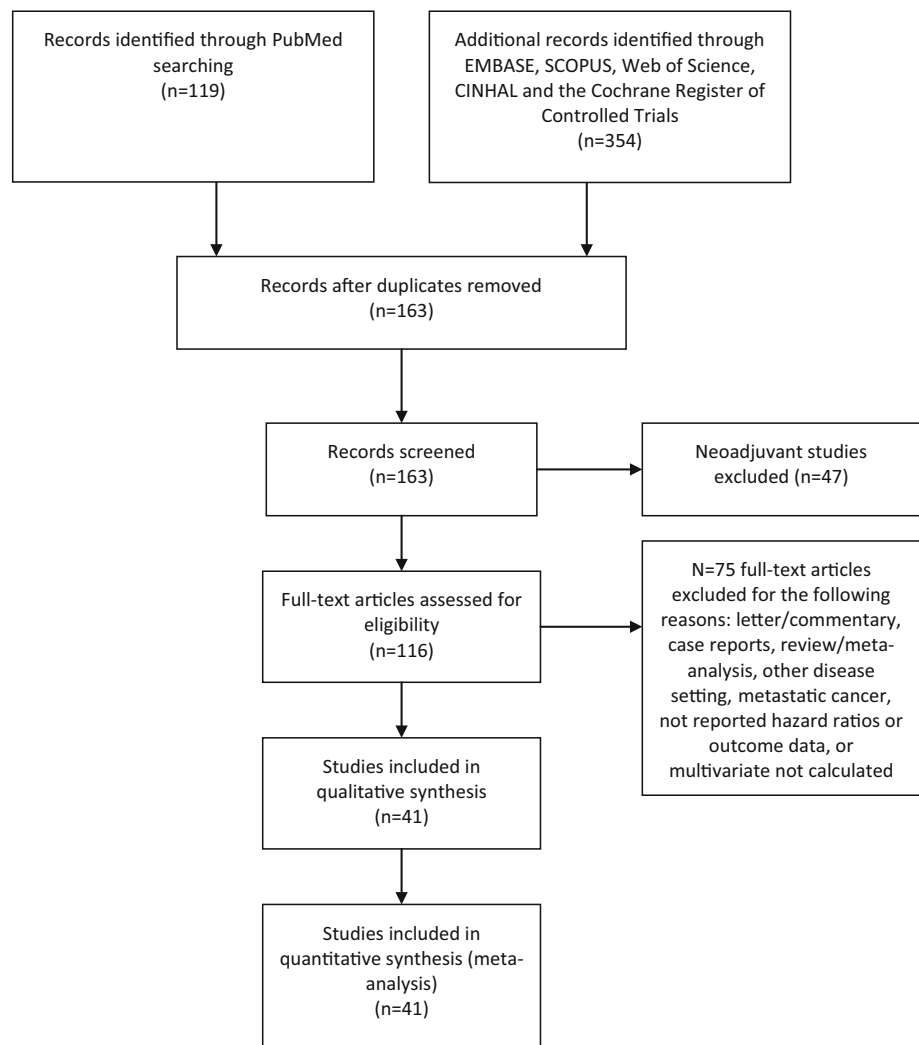 Records identified through PubMed
searching
(n=119)
Additional records identified through
EMBASE, SCOPUS, Web of Science,
CINHAL and the Cochrane Register of
Controlled Trials
(n=354)
Records after duplicates removed
(n=163)
Records screened
(n=163)
Neoadjuvant studies
excluded (n=47)
Full-text articles assessed for
eligibility
(n=116)
N=75 full-text articles
excluded for the following
reasons: letter/commentary,
case reports, review/meta-
analysis, other disease
setting, metastatic cancer,
not reported hazard ratios or
outcome data, or
multivariate not calculated
Studies included in
qualitative synthesis
(n=41)
Studies included in
quantitative synthesis (meta-
analysis)
(n=41)